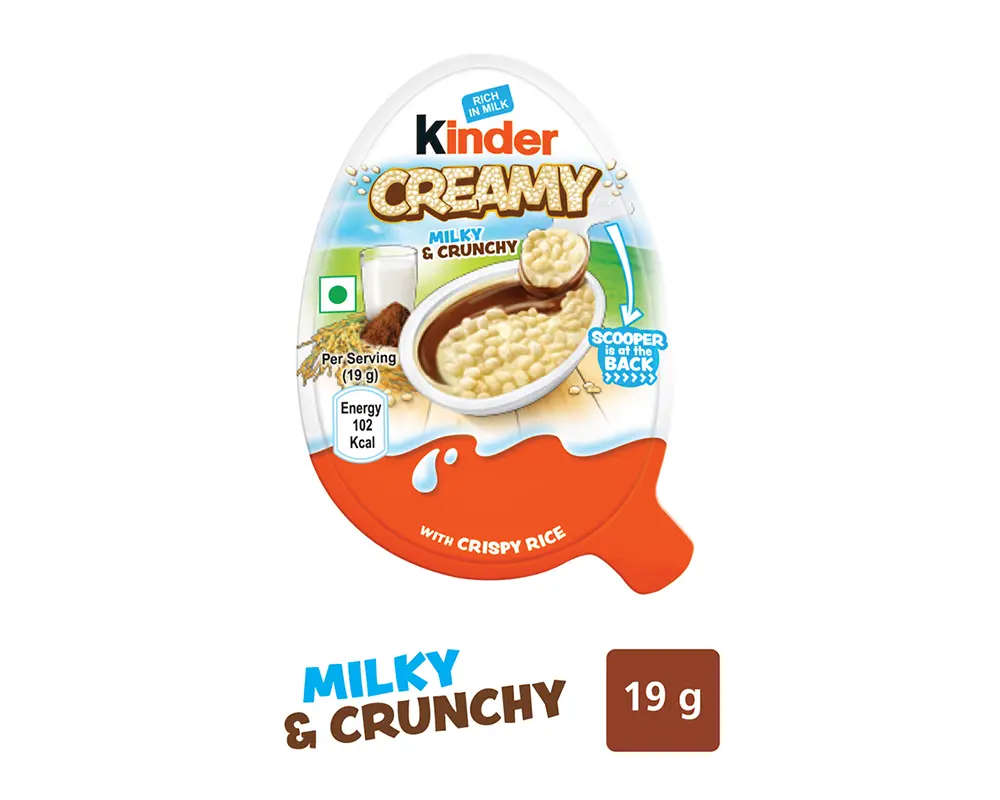 RICH
IN MILK
Kinder
CREAMY
MILKY
& CRUNCHY
SCOOPER
is at the
BACK
Per Serving
(19 g)
Energy
102
Kcal
WITH CRISPY RICE
MILKY
& CRUNCHY
19 g